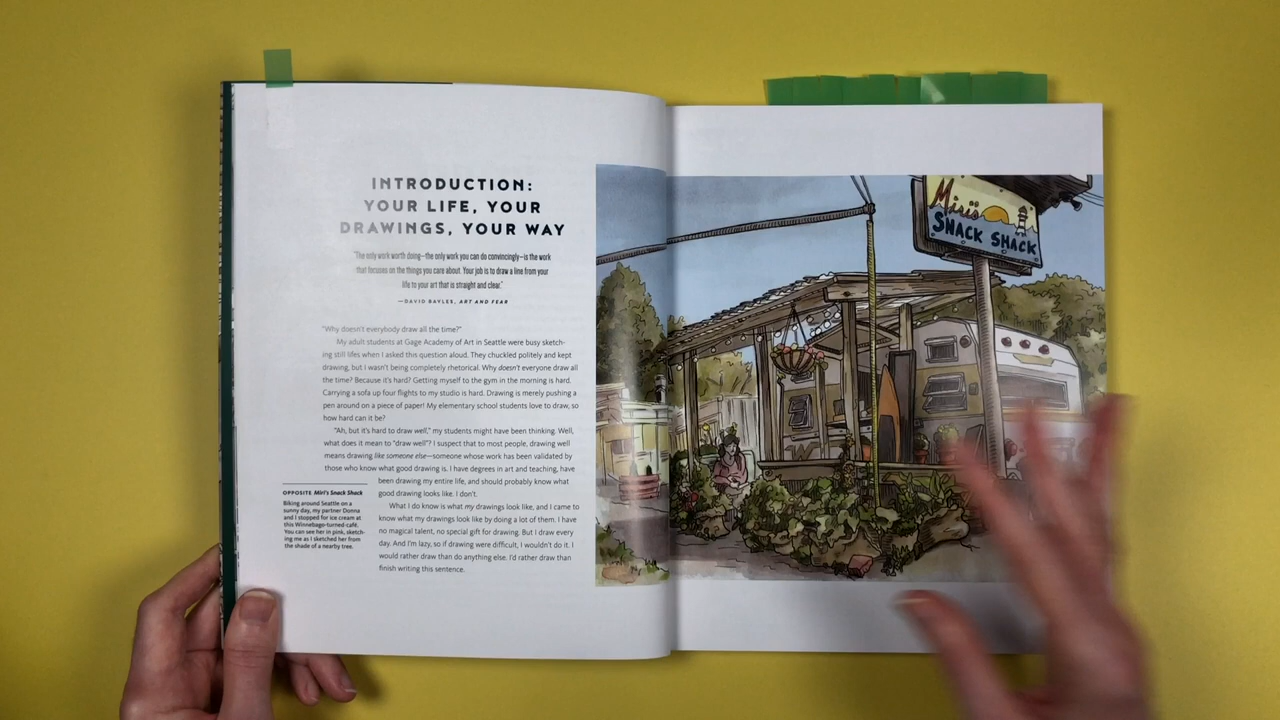 INTRODUCTION:
YOUR LIFE, YOUR
DRAWINGS, YOUR WAY
"The only work worth doing—the only work you can do convincingly—is the work
that focuses on the things you care about. Your job is to draw a line from your
life to your art that is straight and clear."
—DAVID BAYLES, ART AND FEAR
"Why doesn't everybody draw all the time?"
My adult students at Gage Academy of Art in Seattle were busy sketch-
ing still lifes when I asked this question aloud. They chuckled politely and kept
drawing, but I wasn't being completely rhetorical. Why doesn't everyone draw all
the time? Because it's hard? Getting myself to the gym in the morning is hard.
Carrying a sofa up four flights to my studio is hard. Drawing is merely pushing a
pen around on a piece of paper! My elementary school students love to draw, so
how hard can it be?
"Ah, but it's hard to draw well," my students might have been thinking. Well,
what does it mean to "draw well"? I suspect that to most people, drawing well
means drawing like someone else—someone whose work has been validated by
those who know what good drawing is. I have degrees in art and teaching, have
been drawing my entire life, and should probably know what
good drawing looks like. I don't.
What I do know is what my drawings look like, and I came to
know what my drawings look like by doing a lot of them. I have
no magical talent, no special gift for drawing. But I draw every
day. And I'm lazy, so if drawing were difficult, I wouldn't do it. I
would rather draw than do anything else. I'd rather draw than
finish writing this sentence.
OPPOSITE Miri's Snack Shack
Biking around Seattle on a
sunny day, my partner Donna
and I stopped for ice cream at
this Winnebago-turned-café.
You can see her in pink, sketch-
ing me as I sketched her from
the shade of a nearby tree.
Miri's
SNACK SHACK